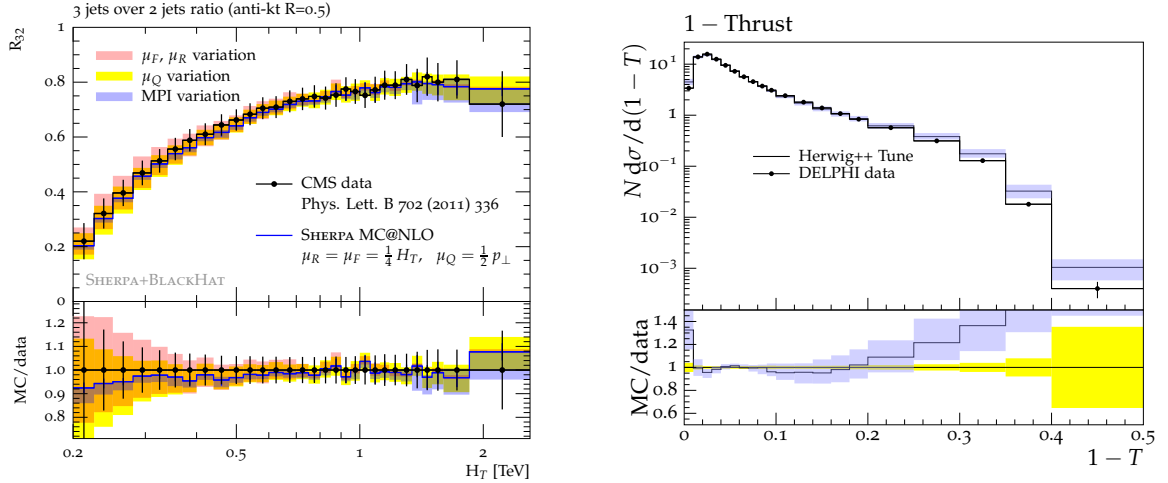 3 jets over 2 jets ratio (anti-kt R=0.5)
R32
μF, μR variation
μQ variation
MPI variation
CMS data
Phys. Lett. B 702 (2011) 336
SHERPA MC@NLO
μR = μF = 1/4 HT, μQ = 1/2 p⊥
SHERPA+BLACKHAT
1.0
0.8
0.6
0.4
0.2
0
MC/data
1.2
1.1
1.0
0.9
0.8
0.2
0.5
1
2
HT [TeV]
1 − Thrust
N dσ/d(1 − T)
10^1
1
10^−1
10^−2
10^−3
Herwig++ Tune
DELPHI data
MC/data
1.4
1.2
1
0.8
0.6
0
0.1
0.2
0.3
0.4
0.5
1 − T